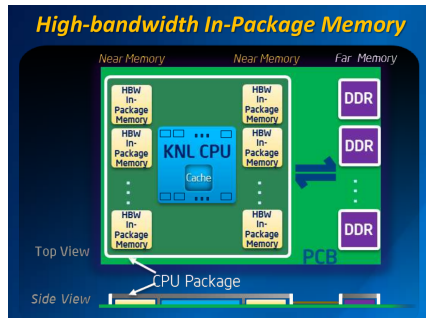 High-bandwidth In-Package Memory
Near Memory
Near Memory
Far Memory
HBW
In-
Package
Memory
HBW
In-
Package
Memory
HBW
In-
Package
Memory
KNL CPU
Cache
HBW
In-
Package
Memory
HBW
In-
Package
Memory
HBW
In-
Package
Memory
DDR
DDR
DDR
PCB
Top View
CPU Package
Side View